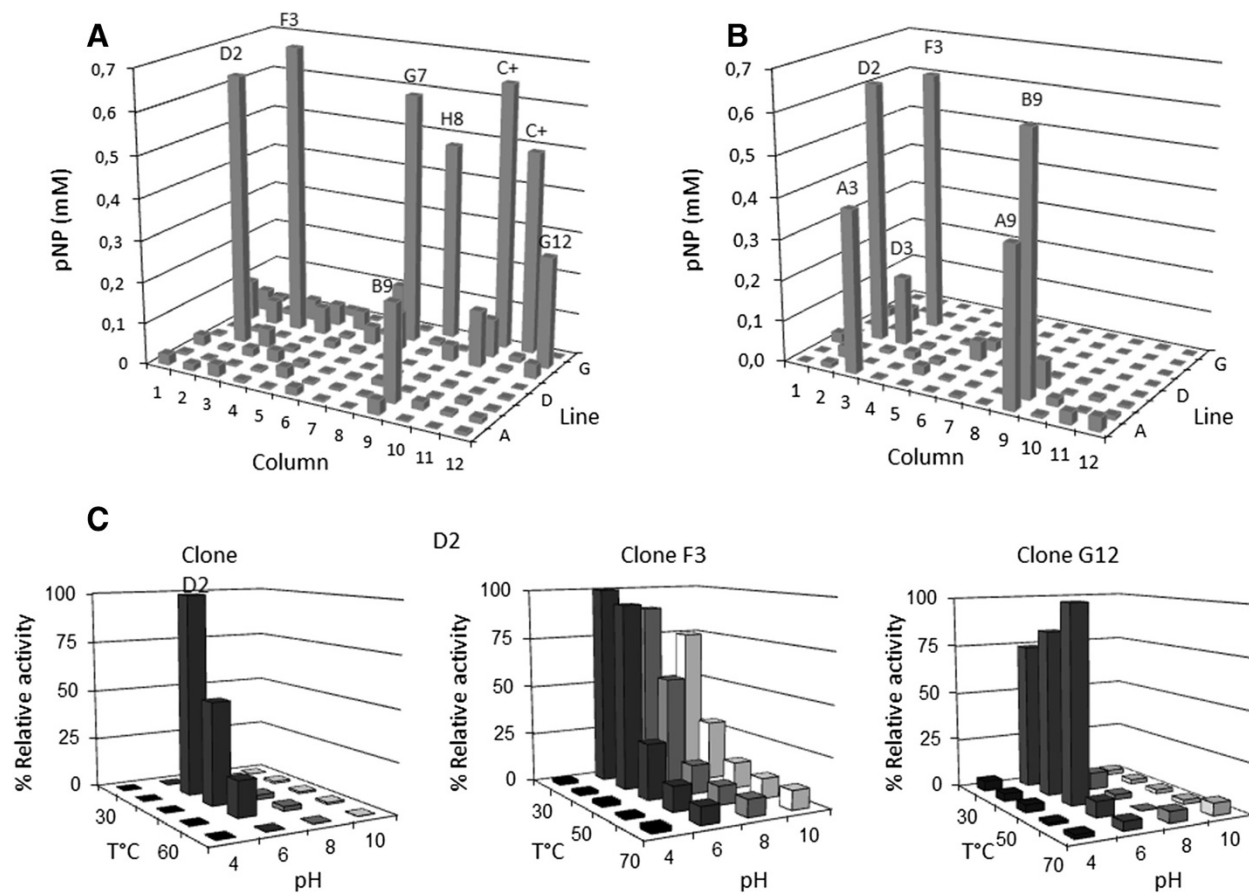 A
F3
D2
G7
C+
H8
C+
G12
B9
0,7
0,6
0,5
0,4
0,3
0,2
0,1
0
pNP (mM)
1 2 3 4 5 6 7 8 9 10 11 12
Column
A D G
Line
B
F3
D2
B9
A3
A9
D3
0,7
0,6
0,5
0,4
0,3
0,2
0,1
0,0
pNP (mM)
1 2 3 4 5 6 7 8 9 10 11 12
Column
A D G
Line
C
Clone
D2
100
75
50
25
0
% Relative activity
30
60
T°C
4 6 8 10
pH
D2
Clone F3
100
75
50
25
0
% Relative activity
30
50
70
T°C
4 6 8 10
pH
Clone G12
100
75
50
25
0
% Relative activity
30
50
70
T°C
4 6 8 10
pH